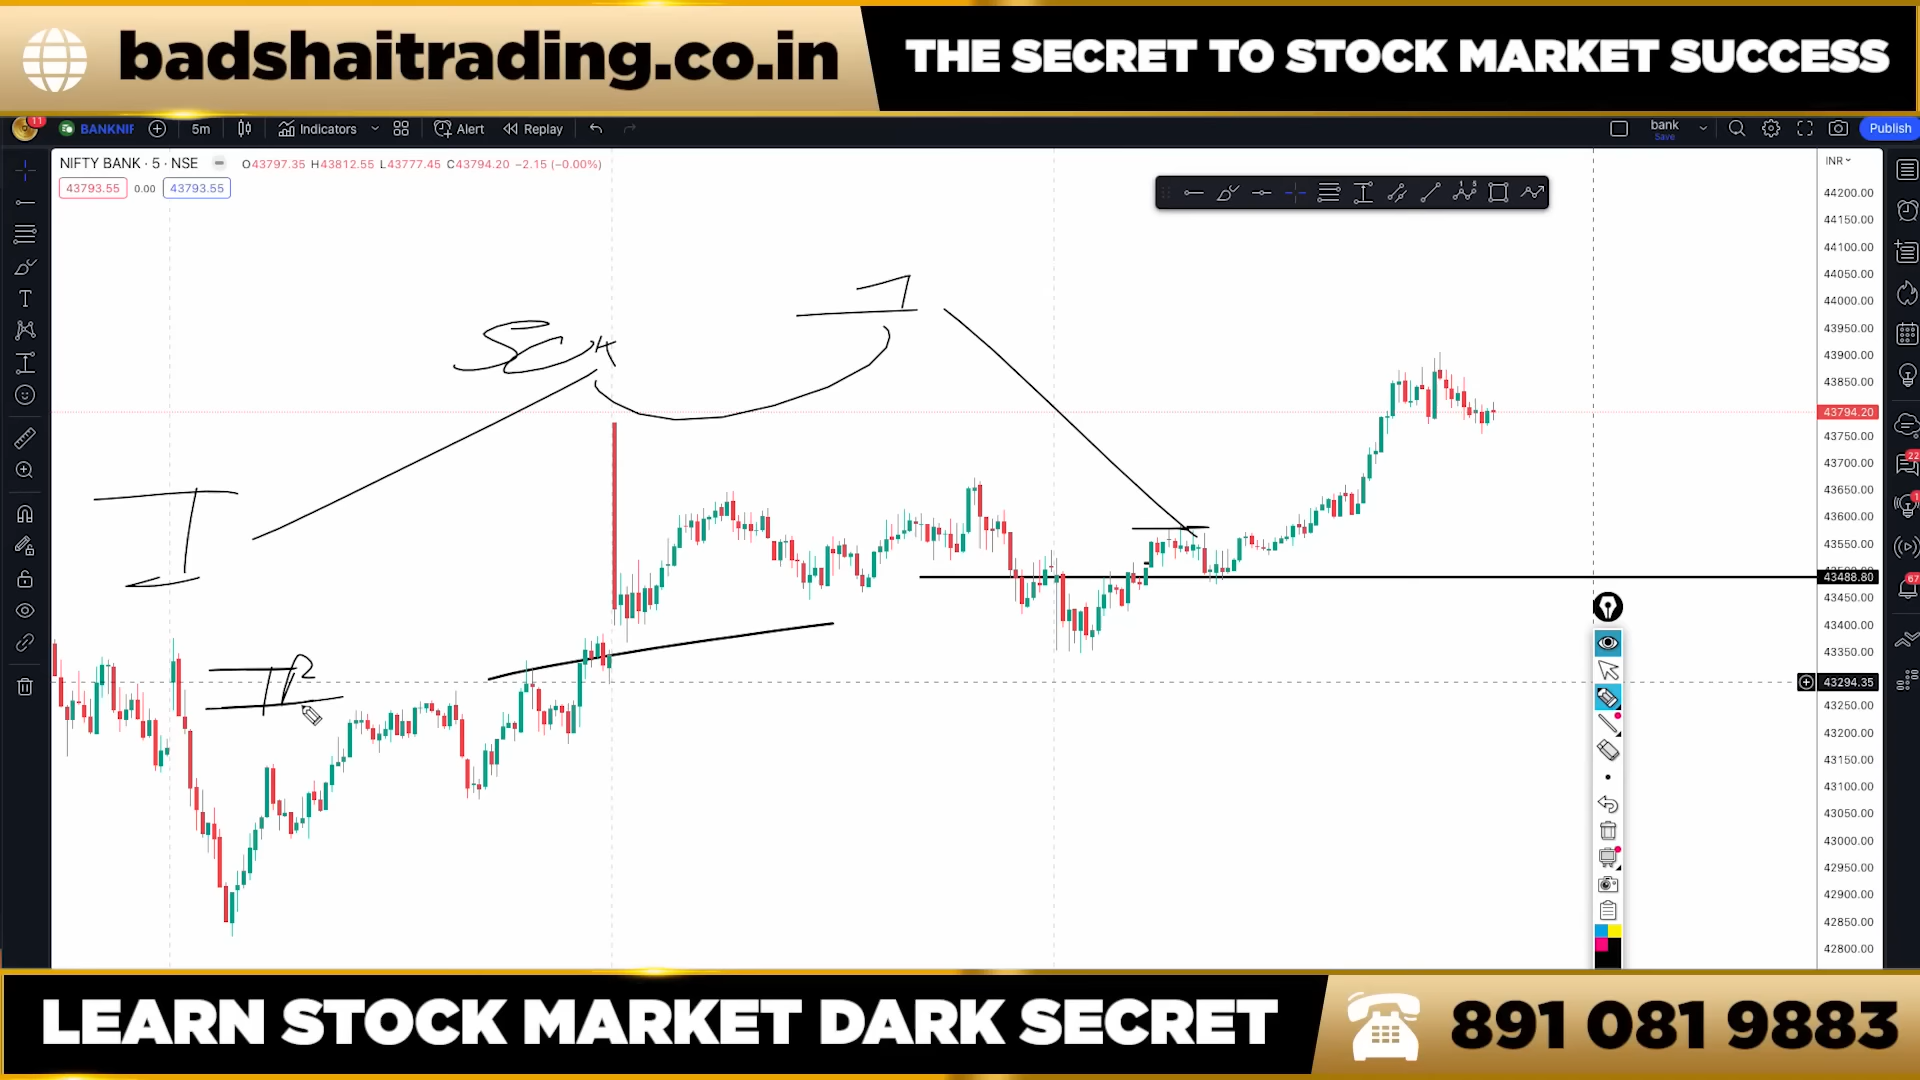 badshaitrading.co.in
THE SECRET TO STOCK MARKET SUCCESS
11
BANKNIF
5m
Indicators
Alert
Replay
bank
Save
Publish
NIFTY BANK · 5 · NSE
O43797.35 H43812.55 L43777.45 C43794.20 −2.15 (−0.00%)
43793.55 0.00 43793.55
INR
44200.00
44150.00
44100.00
44050.00
44000.00
43950.00
43900.00
43850.00
43794.20
43750.00
43700.00
43650.00
43600.00
43550.00
43488.80
43450.00
43400.00
43350.00
43294.35
43250.00
43200.00
43150.00
43100.00
43050.00
43000.00
42950.00
42900.00
42850.00
42800.00
22
1
67
LEARN STOCK MARKET DARK SECRET
891 081 9883